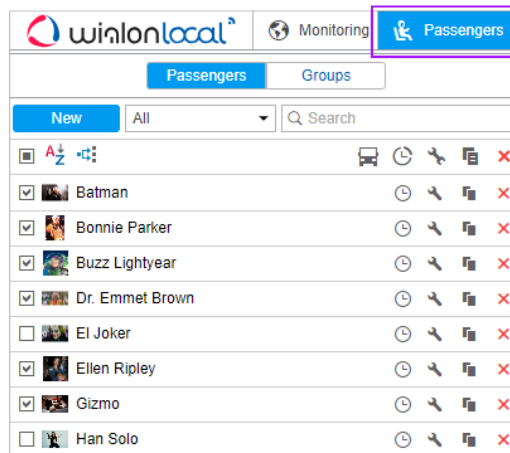 wialonlocal Monitoring Passengers
Passengers Groups
New All Search
A Z
Batman
Bonnie Parker
Buzz Lightyear
Dr. Emmet Brown
El Joker
Ellen Ripley
Gizmo
Han Solo